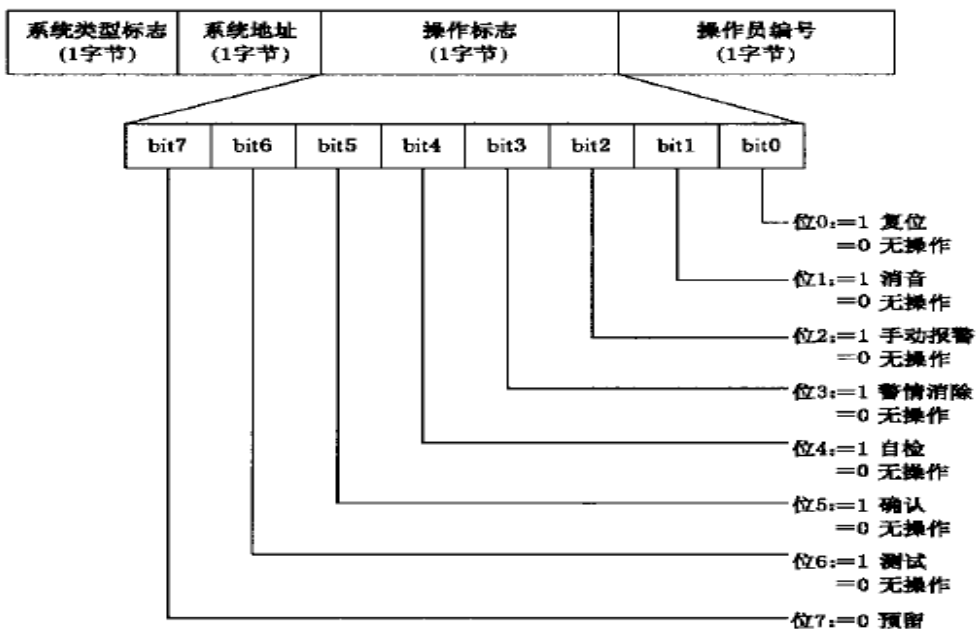 系统类型标志 系统地址 操作标志 操作员编号
(1字节) (1字节) (1字节) (1字节)
bit7 bit6 bit5 bit4 bit3 bit2 bit1 bit0
位0:=1 复位
=0 无操作
位1:=1 消音
=0 无操作
位2:=1 手动报警
=0 无操作
位3:=1 警情消除
=0 无操作
位4:=1 自检
=0 无操作
位5:=1 确认
=0 无操作
位6:=1 测试
=0 无操作
位7:=0 预留